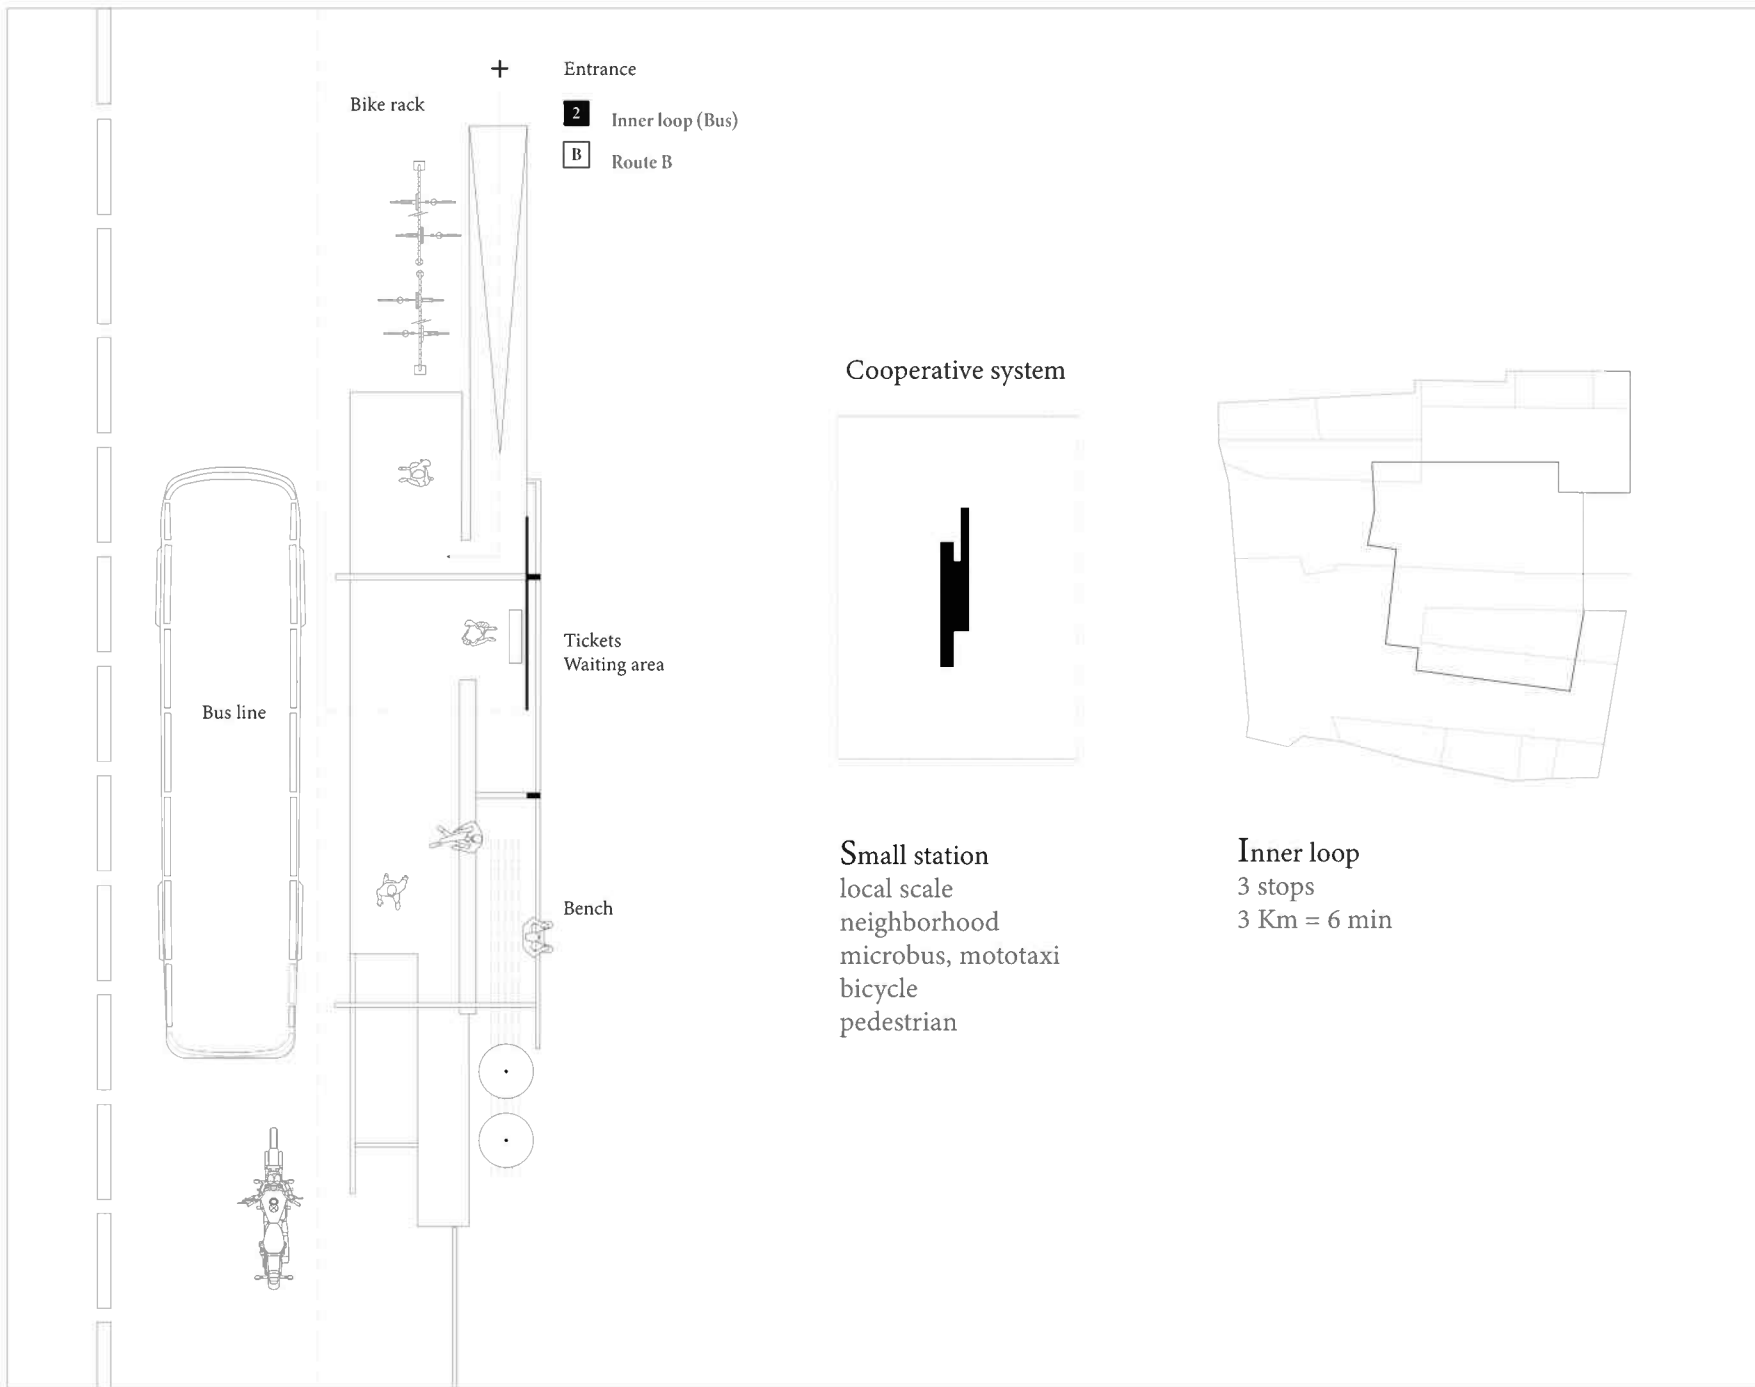 Entrance
Bike rack
2
Inner loop (Bus)
B
Route B
Tickets
Waiting area
Bus line
Bench
Cooperative system
Small station
local scale
neighborhood
microbus, mototaxi
bicycle
pedestrian
Inner loop
3 stops
3 Km = 6 min